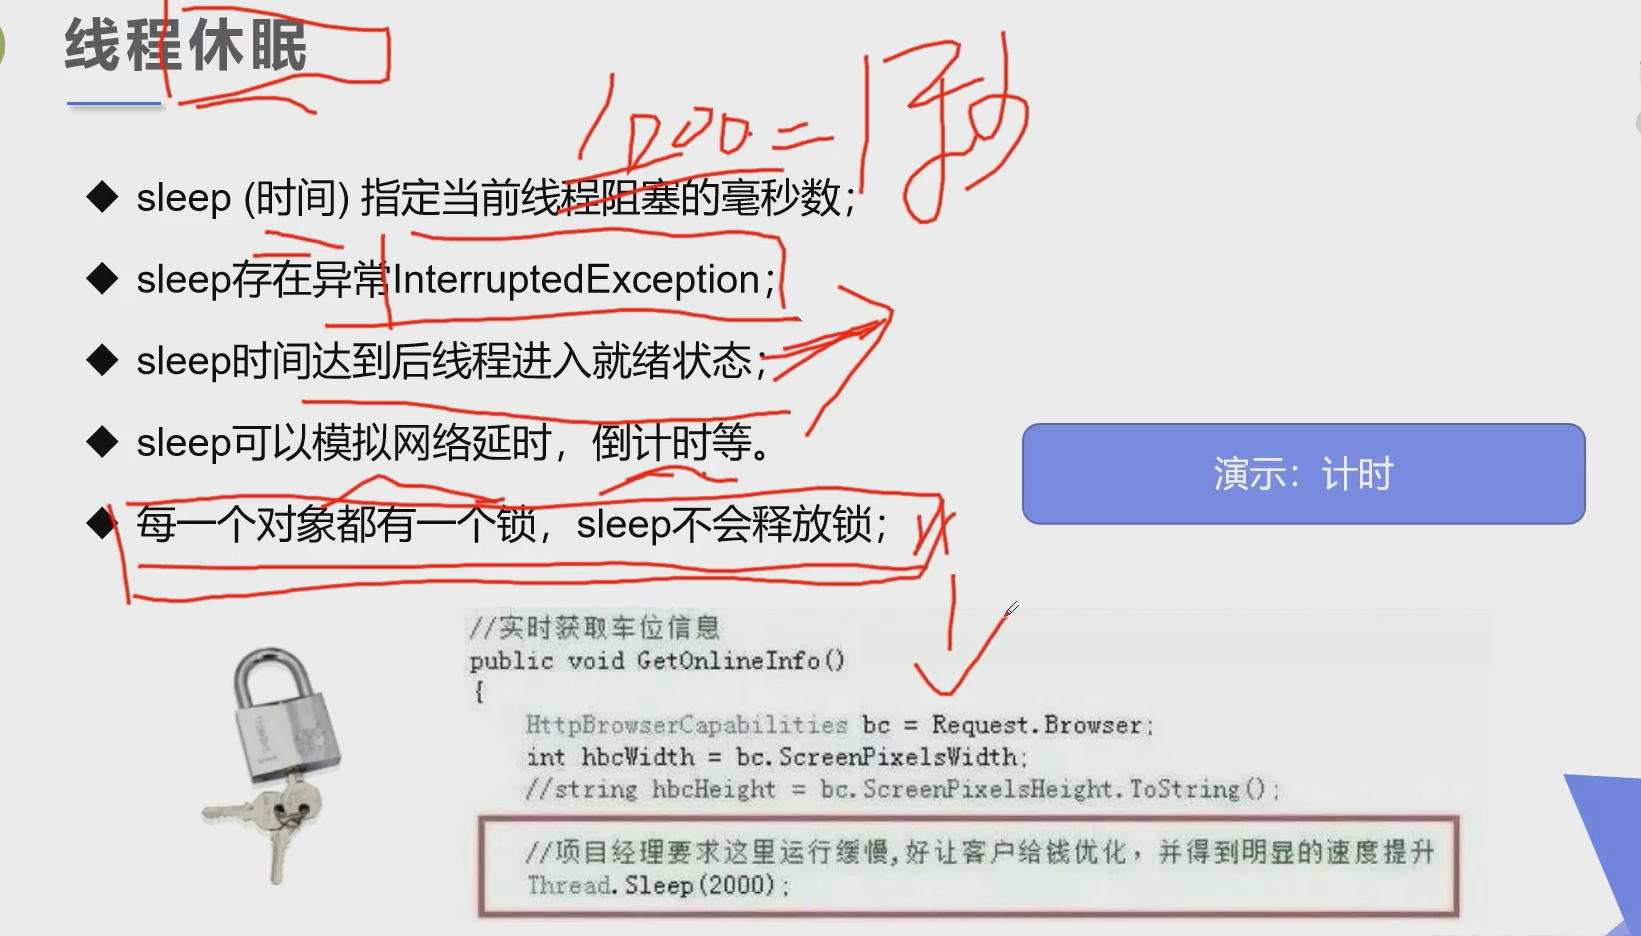 线程休眠
1000=1秒
sleep (时间) 指定当前线程阻塞的毫秒数;
sleep存在异常InterruptedException;
sleep时间达到后线程进入就绪状态;
sleep可以模拟网络延时，倒计时等。
每一个对象都有一个锁，sleep不会释放锁;
演示：计时
//实时获取车位信息
public void GetOnlineInfo()
{
HttpBrowserCapabilities bc = Request.Browser;
int hbcWidth = bc.ScreenPixelsWidth;
//string hbcHeight = bc.ScreenPixelsHeight.ToString();
//项目经理要求这里运行缓慢,好让客户给钱优化，并得到明显的速度提升
Thread.Sleep(2000);